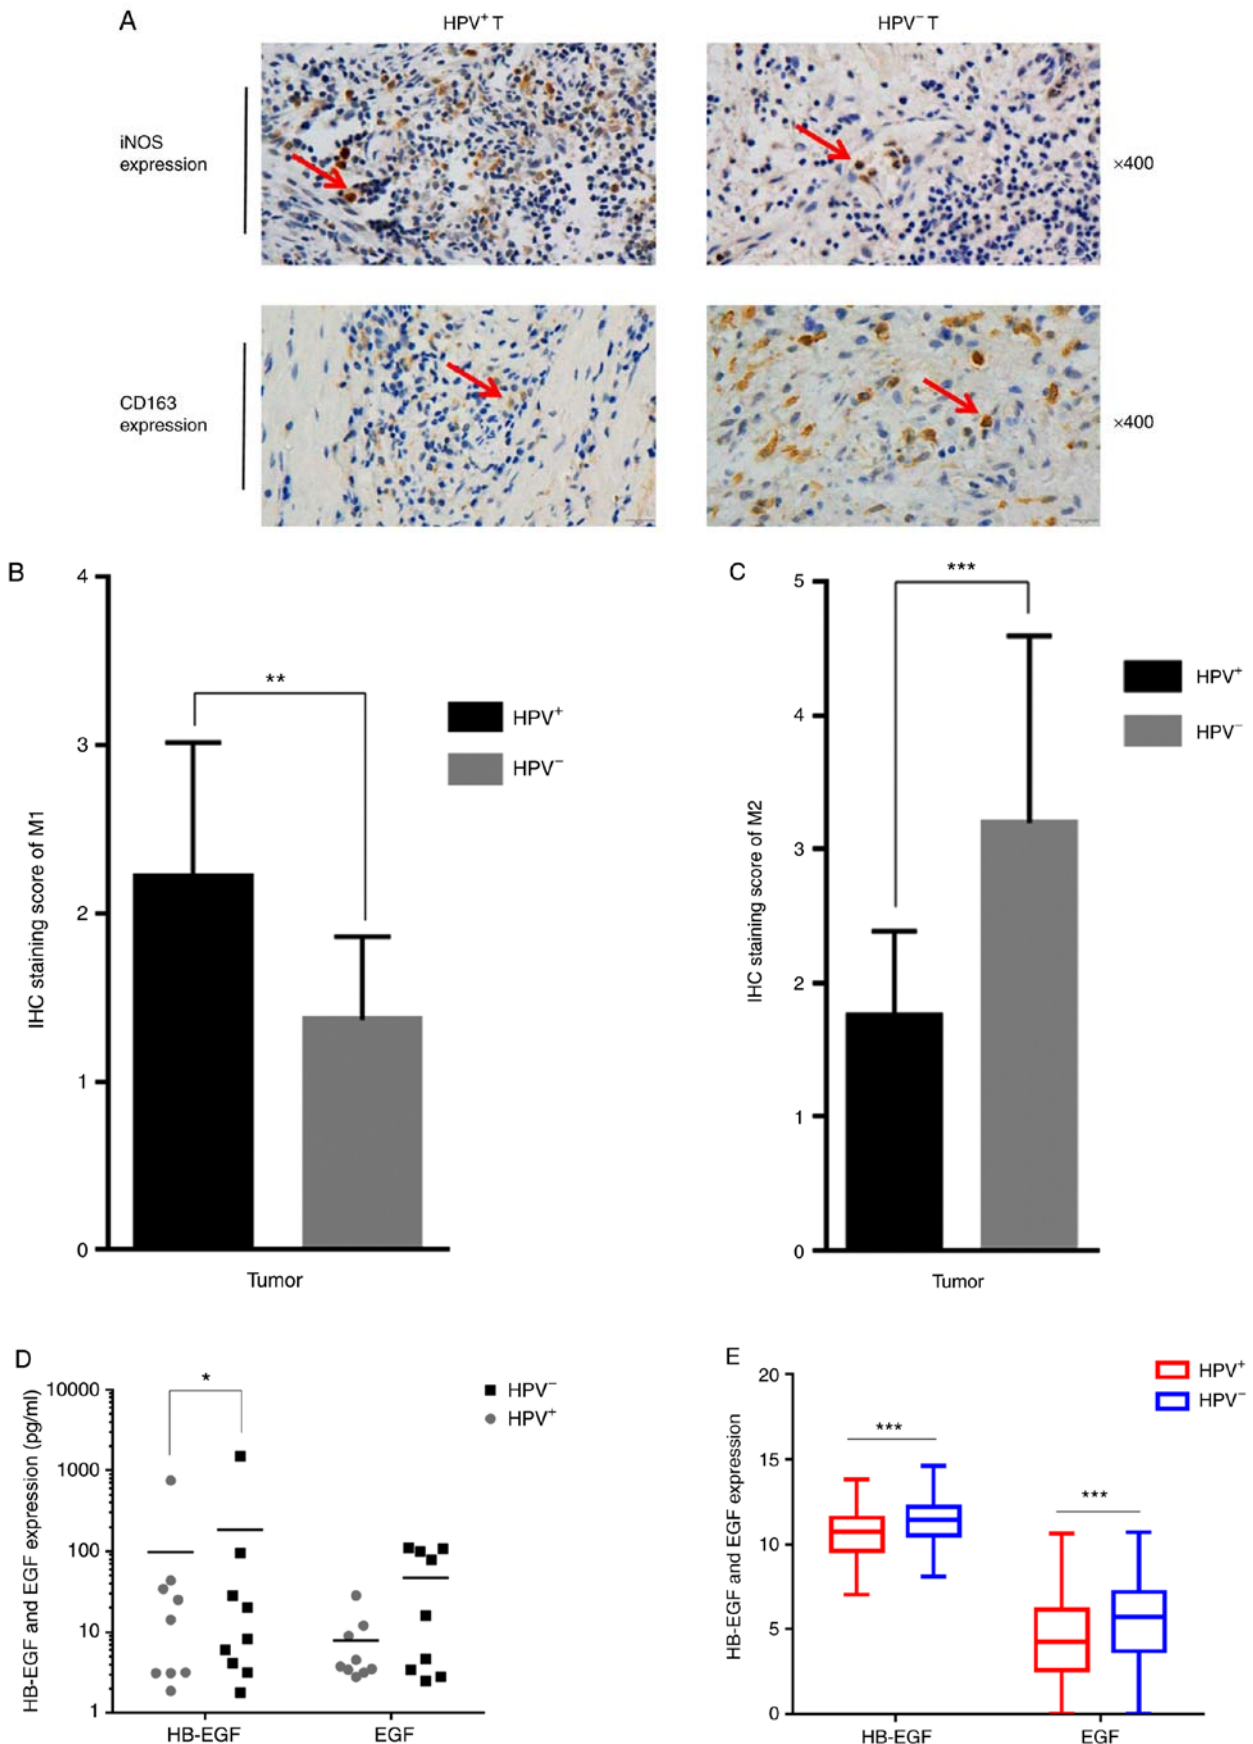 A
HPV⁺ T
HPV⁻ T
iNOS
expression
×400
CD163
expression
×400
B
4
3
2
1
0
IHC staining score of M1
**
HPV⁺
HPV⁻
Tumor
C
5
4
3
2
1
0
IHC staining score of M2
***
HPV⁺
HPV⁻
Tumor
D
10000
1000
100
10
1
HB-EGF and EGF expression (pg/ml)
*
HPV⁻
HPV⁺
HB-EGF
EGF
E
20
15
10
5
0
HB-EGF and EGF expression
***
***
HPV⁺
HPV⁻
HB-EGF
EGF